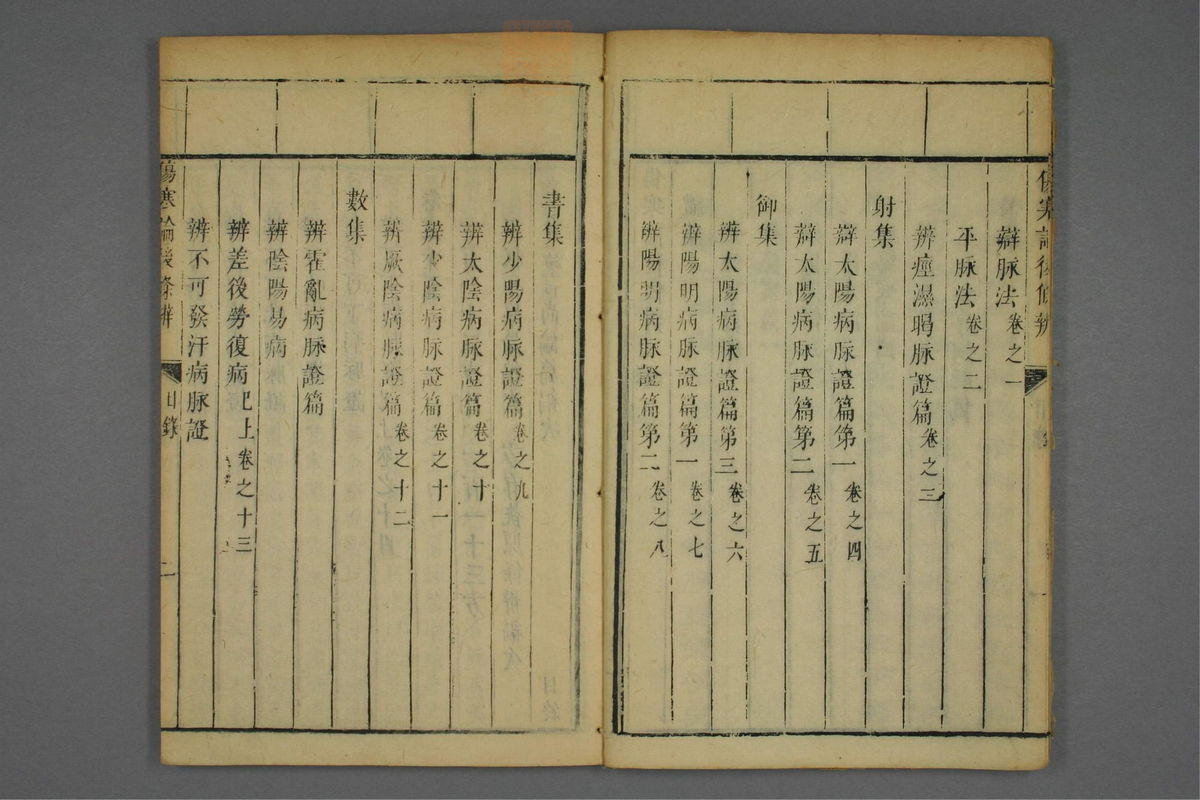 傷寒論後條辨
辯脉法卷之一
平脉法卷之二
辨痙濕暍脉證篇卷之三
射集
辯太陽病脉證篇第一卷之四
辯太陽病脉證篇第二卷之五
御集
辨太陽病脉證篇第三卷之六
辨陽明病脉證篇第一卷之七
辨陽明病脉證篇第二卷之八
書集
辨少陽病脉證篇卷之九
辨太陰病脉證篇卷之十
辨少陰病脉證篇卷之十一
辨厥陰病脉證篇卷之十二
數集
辨霍亂病脉證篇
辨陰陽易病
辨差後勞復病已上卷之十三
辨不可發汗病脉證
傷寒論後條辨 目錄 二